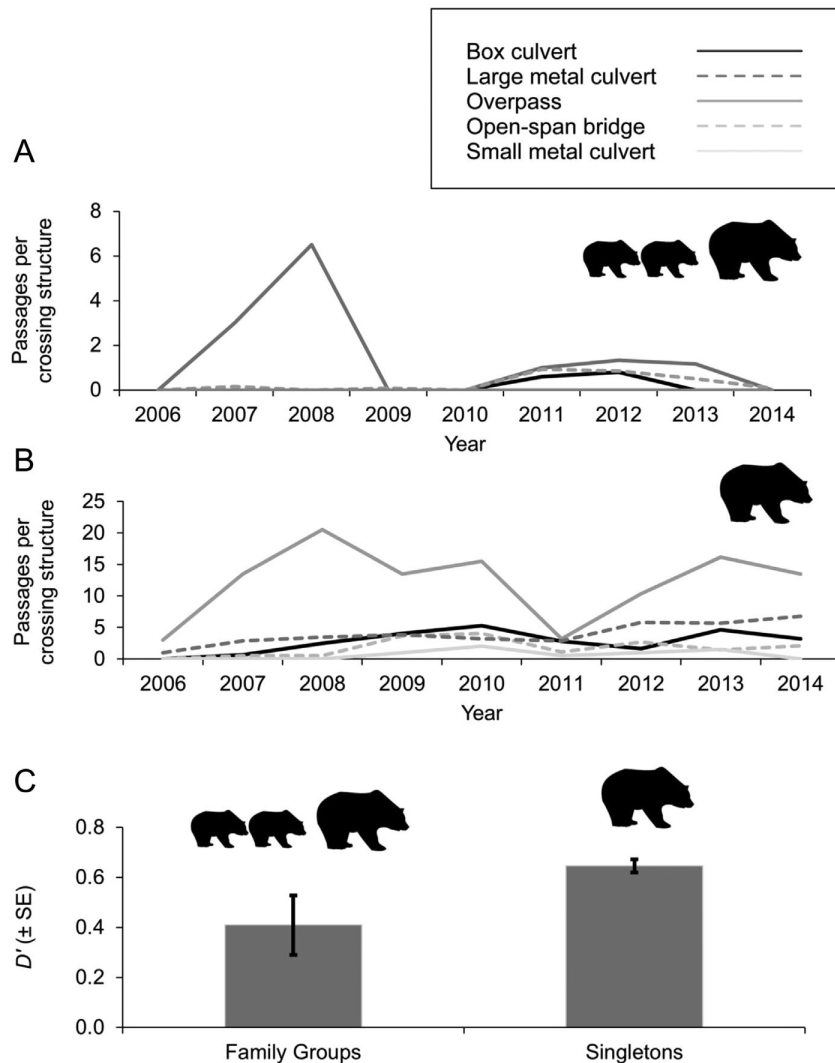 Box culvert
Large metal culvert
Overpass
Open-span bridge
Small metal culvert
A
Passages per
crossing structure
8
6
4
2
0
2006 2007 2008 2009 2010 2011 2012 2013 2014
Year
B
Passages per
crossing structure
25
20
15
10
5
0
2006 2007 2008 2009 2010 2011 2012 2013 2014
Year
C
D' (± SE)
0.8
0.6
0.4
0.2
0.0
Family Groups Singletons